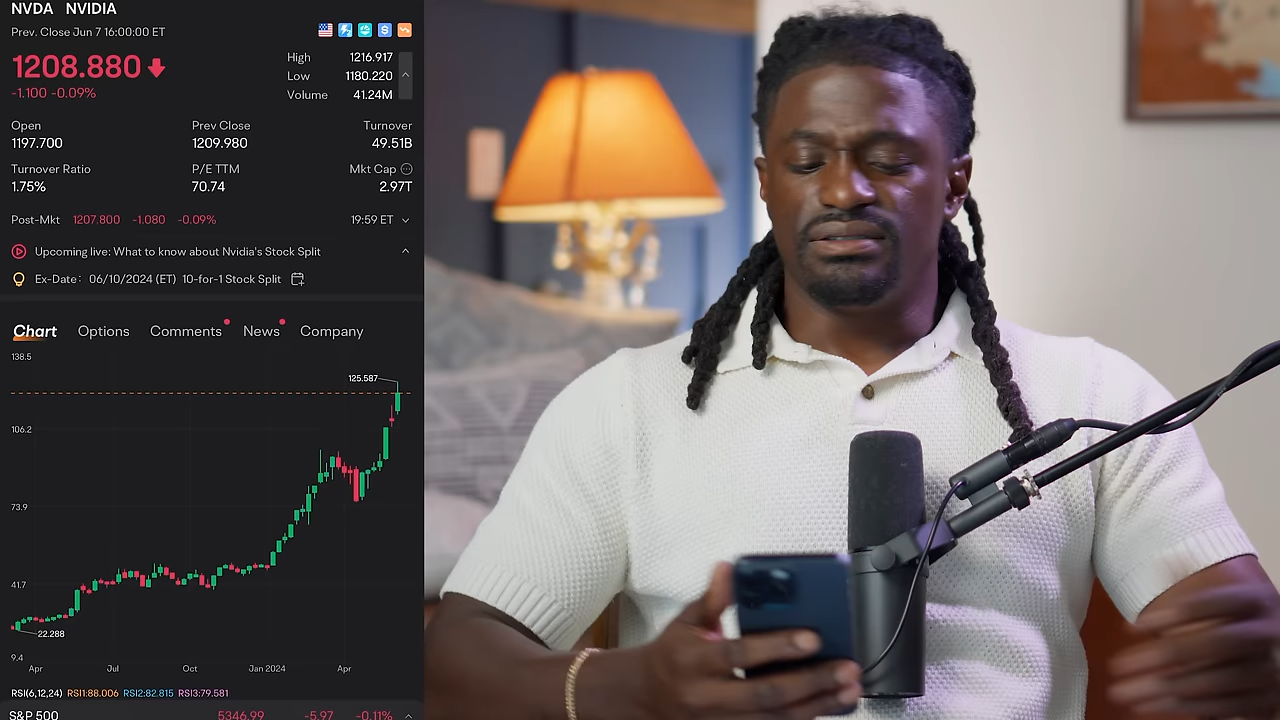 NVDA NVIDIA
Prev. Close Jun 7 16:00:00 ET
1208.880
-1.100 -0.09%
High 1216.917
Low 1180.220
Volume 41.24M
Open Prev Close Turnover
1197.700 1209.980 49.51B
Turnover Ratio P/E TTM Mkt Cap
1.75% 70.74 2.97T
Post-Mkt 1207.800 -1.080 -0.09% 19:59 ET
Upcoming live: What to know about Nvidia's Stock Split
Ex-Date: 06/10/2024 (ET) 10-for-1 Stock Split
Chart Options Comments News Company
138.5
125.587
106.2
73.9
41.7
22.288
9.4
Apr Jul Oct Jan 2024 Apr
RSI(6,12,24) RSI1:88.006 RSI2:82.815 RSI3:79.581
S&P 500 5346.99 -5.97 -0.11%